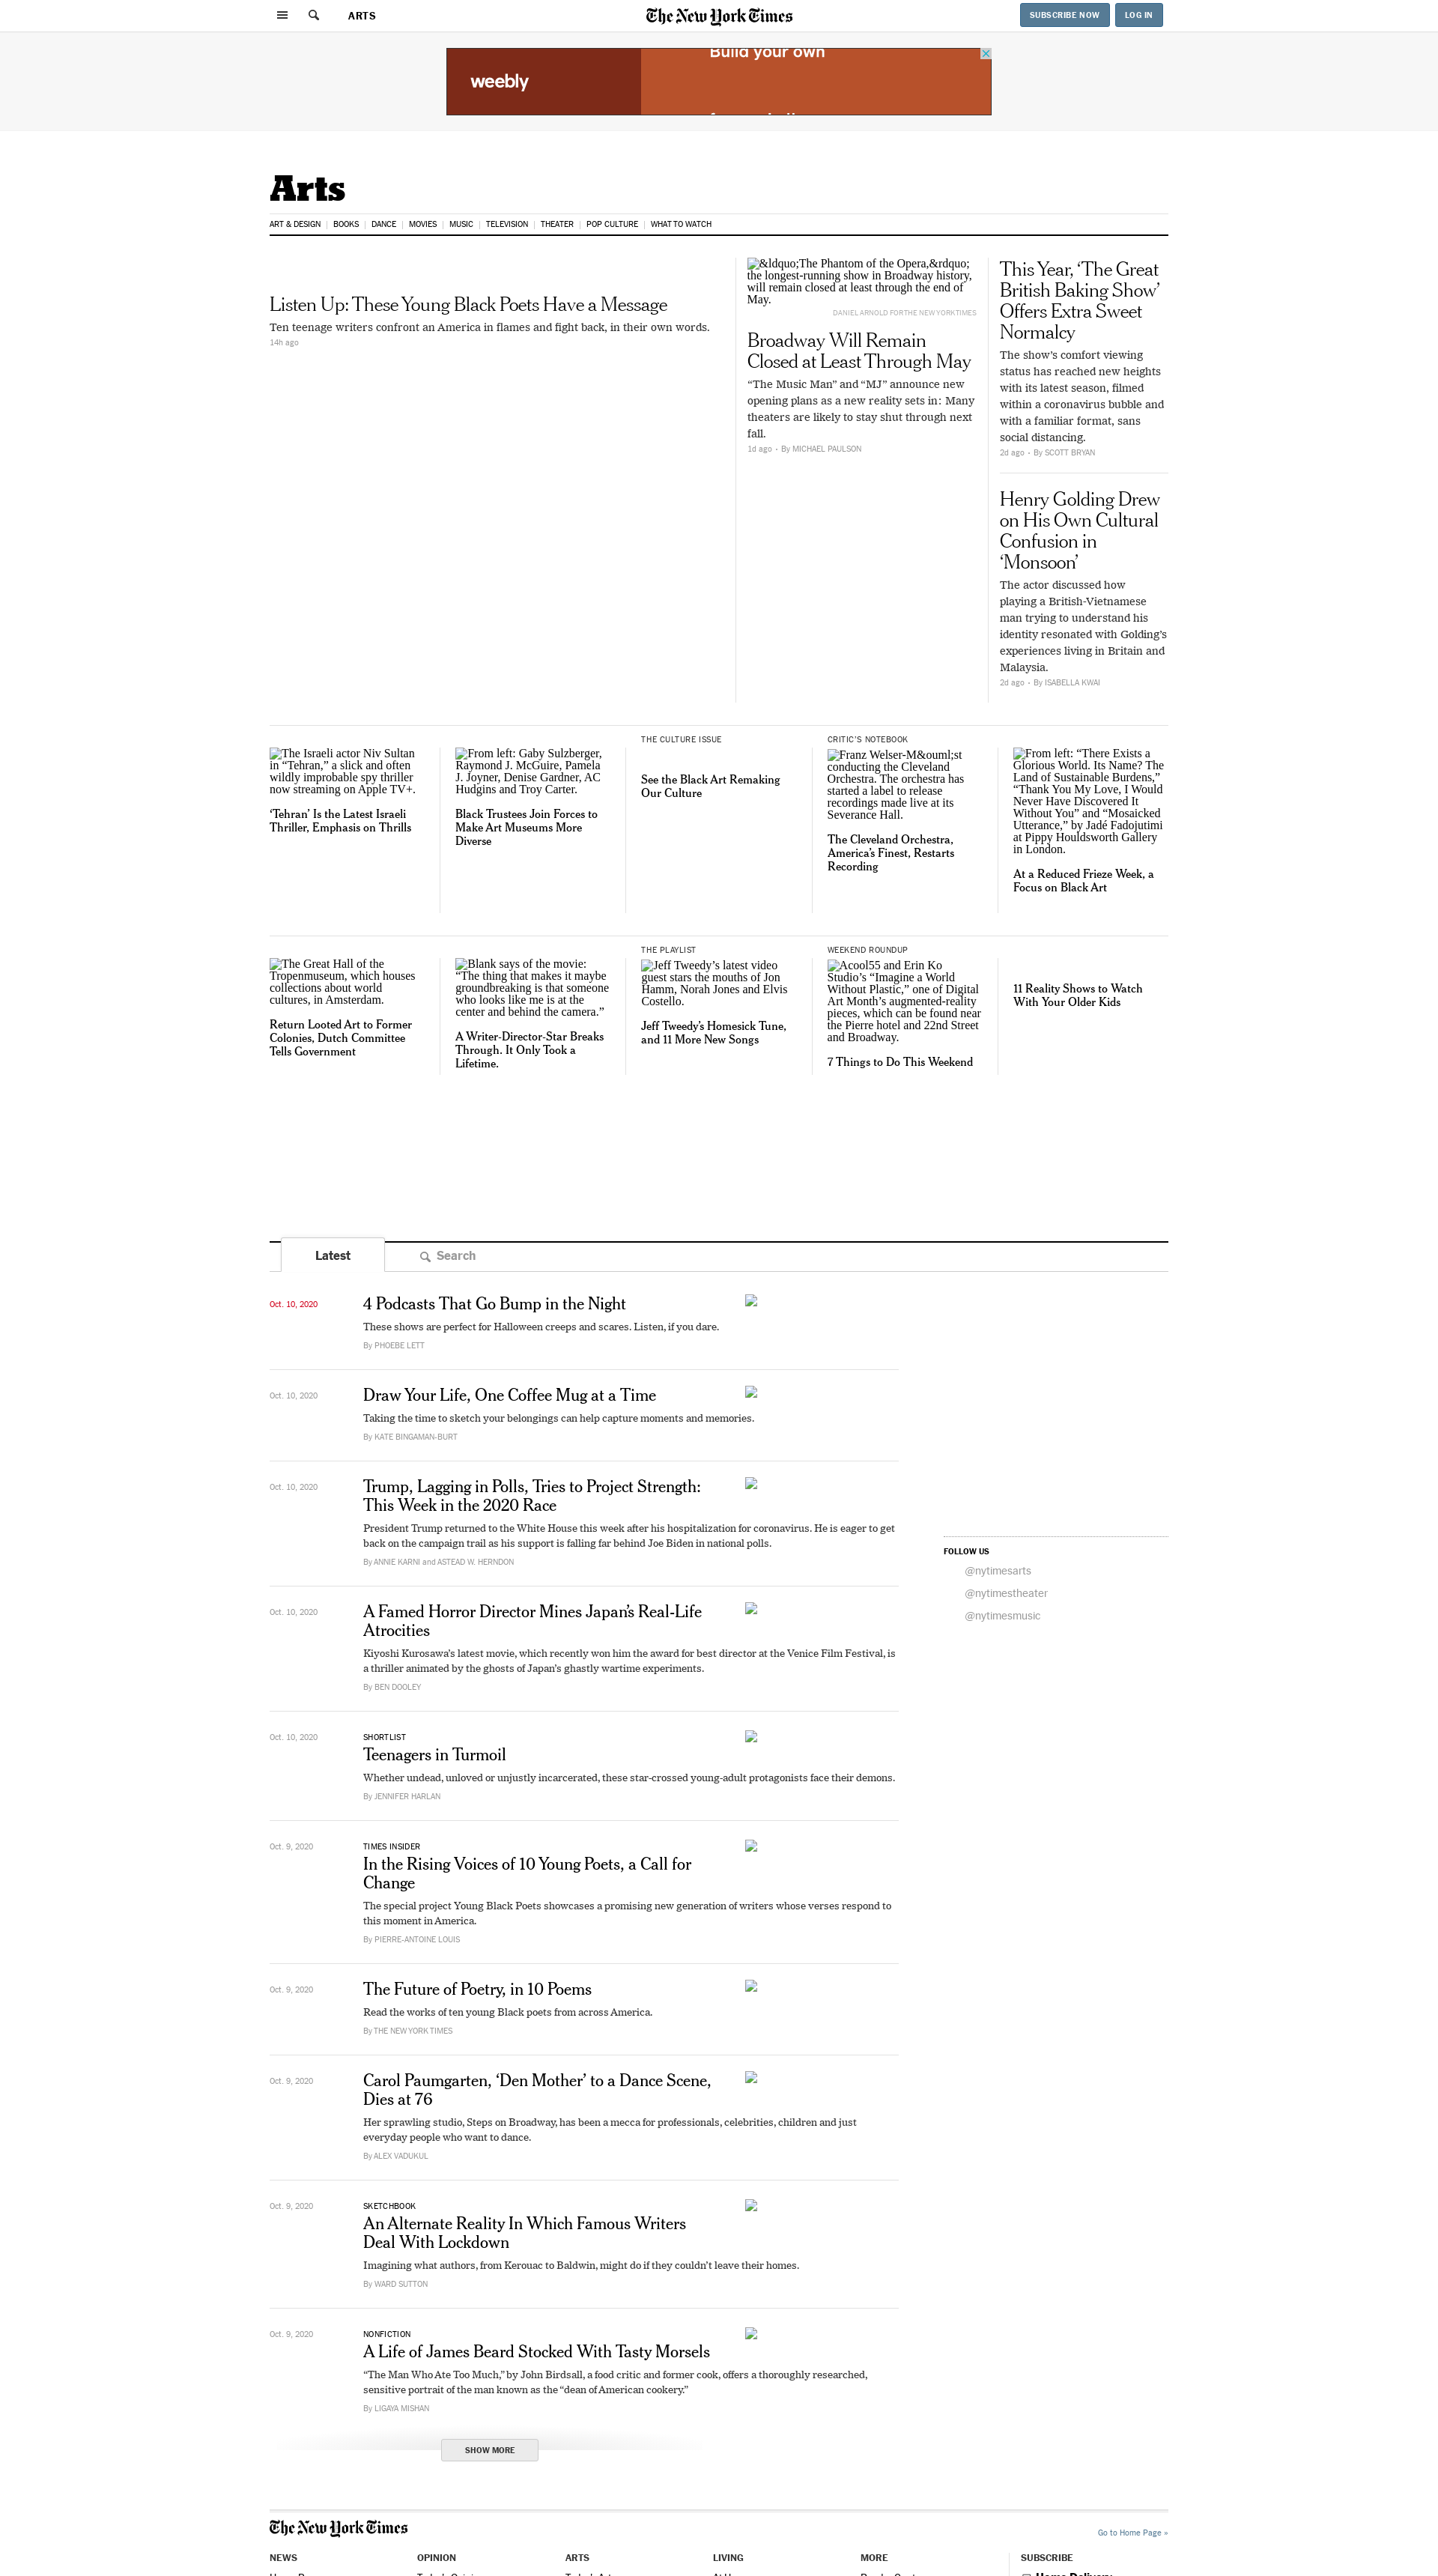 ARTS
The New York Times
SUBSCRIBE NOW
LOG IN
weebly
Build your own
Arts
ART & DESIGN
BOOKS
DANCE
MOVIES
MUSIC
TELEVISION
THEATER
POP CULTURE
WHAT TO WATCH
Listen Up: These Young Black Poets Have a Message
Ten teenage writers confront an America in flames and fight back, in their own words.
14h ago
&ldquo;The Phantom of the Opera,&rdquo;
the longest-running show in Broadway history,
will remain closed at least through the end of
May.
DANIEL ARNOLD FOR THE NEW YORK TIMES
Broadway Will Remain
Closed at Least Through May
“The Music Man” and “MJ” announce new
opening plans as a new reality sets in: Many
theaters are likely to stay shut through next
fall.
1d ago • By MICHAEL PAULSON
This Year, ‘The Great
British Baking Show’
Offers Extra Sweet
Normalcy
The show’s comfort viewing
status has reached new heights
with its latest season, filmed
within a coronavirus bubble and
with a familiar format, sans
social distancing.
2d ago • By SCOTT BRYAN
Henry Golding Drew
on His Own Cultural
Confusion in
‘Monsoon’
The actor discussed how
playing a British-Vietnamese
man trying to understand his
identity resonated with Golding’s
experiences living in Britain and
Malaysia.
2d ago • By ISABELLA KWAI
The Israeli actor Niv Sultan
in “Tehran,” a slick and often
wildly improbable spy thriller
now streaming on Apple TV+.
‘Tehran’ Is the Latest Israeli
Thriller, Emphasis on Thrills
From left: Gaby Sulzberger,
Raymond J. McGuire, Pamela
J. Joyner, Denise Gardner, AC
Hudgins and Troy Carter.
Black Trustees Join Forces to
Make Art Museums More
Diverse
THE CULTURE ISSUE
See the Black Art Remaking
Our Culture
CRITIC’S NOTEBOOK
Franz Welser-M&ouml;st
conducting the Cleveland
Orchestra. The orchestra has
started a label to release
recordings made live at its
Severance Hall.
The Cleveland Orchestra,
America’s Finest, Restarts
Recording
From left: “There Exists a
Glorious World. Its Name? The
Land of Sustainable Burdens,”
“Thank You My Love, I Would
Never Have Discovered It
Without You” and “Mosaicked
Utterance,” by Jadé Fadojutimi
at Pippy Houldsworth Gallery
in London.
At a Reduced Frieze Week, a
Focus on Black Art
The Great Hall of the
Tropenmuseum, which houses
collections about world
cultures, in Amsterdam.
Return Looted Art to Former
Colonies, Dutch Committee
Tells Government
Blank says of the movie:
“The thing that makes it maybe
groundbreaking is that someone
who looks like me is at the
center and behind the camera.”
A Writer-Director-Star Breaks
Through. It Only Took a
Lifetime.
THE PLAYLIST
Jeff Tweedy’s latest video
guest stars the mouths of Jon
Hamm, Norah Jones and Elvis
Costello.
Jeff Tweedy’s Homesick Tune,
and 11 More New Songs
WEEKEND ROUNDUP
Acool55 and Erin Ko
Studio’s “Imagine a World
Without Plastic,” one of Digital
Art Month’s augmented-reality
pieces, which can be found near
the Pierre hotel and 22nd Street
and Broadway.
7 Things to Do This Weekend
11 Reality Shows to Watch
With Your Older Kids
Latest
Search
Oct. 10, 2020
4 Podcasts That Go Bump in the Night
These shows are perfect for Halloween creeps and scares. Listen, if you dare.
By PHOEBE LETT
Oct. 10, 2020
Draw Your Life, One Coffee Mug at a Time
Taking the time to sketch your belongings can help capture moments and memories.
By KATE BINGAMAN-BURT
Oct. 10, 2020
Trump, Lagging in Polls, Tries to Project Strength:
This Week in the 2020 Race
President Trump returned to the White House this week after his hospitalization for coronavirus. He is eager to get
back on the campaign trail as his support is falling far behind Joe Biden in national polls.
By ANNIE KARNI and ASTEAD W. HERNDON
FOLLOW US
@nytimesarts
@nytimestheater
@nytimesmusic
Oct. 10, 2020
A Famed Horror Director Mines Japan’s Real-Life
Atrocities
Kiyoshi Kurosawa’s latest movie, which recently won him the award for best director at the Venice Film Festival, is
a thriller animated by the ghosts of Japan’s ghastly wartime experiments.
By BEN DOOLEY
Oct. 10, 2020
SHORTLIST
Teenagers in Turmoil
Whether undead, unloved or unjustly incarcerated, these star-crossed young-adult protagonists face their demons.
By JENNIFER HARLAN
Oct. 9, 2020
TIMES INSIDER
In the Rising Voices of 10 Young Poets, a Call for
Change
The special project Young Black Poets showcases a promising new generation of writers whose verses respond to
this moment in America.
By PIERRE-ANTOINE LOUIS
Oct. 9, 2020
The Future of Poetry, in 10 Poems
Read the works of ten young Black poets from across America.
By THE NEW YORK TIMES
Oct. 9, 2020
Carol Paumgarten, ‘Den Mother’ to a Dance Scene,
Dies at 76
Her sprawling studio, Steps on Broadway, has been a mecca for professionals, celebrities, children and just
everyday people who want to dance.
By ALEX VADUKUL
Oct. 9, 2020
SKETCHBOOK
An Alternate Reality In Which Famous Writers
Deal With Lockdown
Imagining what authors, from Kerouac to Baldwin, might do if they couldn’t leave their homes.
By WARD SUTTON
Oct. 9, 2020
NONFICTION
A Life of James Beard Stocked With Tasty Morsels
“The Man Who Ate Too Much,” by John Birdsall, a food critic and former cook, offers a thoroughly researched,
sensitive portrait of the man known as the “dean of American cookery.”
By LIGAYA MISHAN
SHOW MORE
The New York Times
Go to Home Page »
NEWS
OPINION
ARTS
LIVING
MORE
SUBSCRIBE